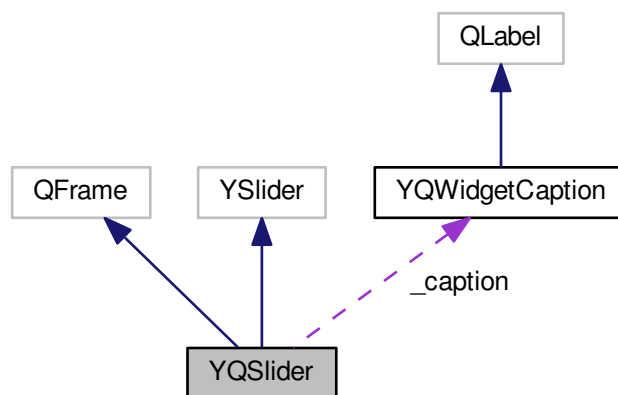 QLabel
QFrame
YSlider
YQWidgetCaption
_caption
YQSlider